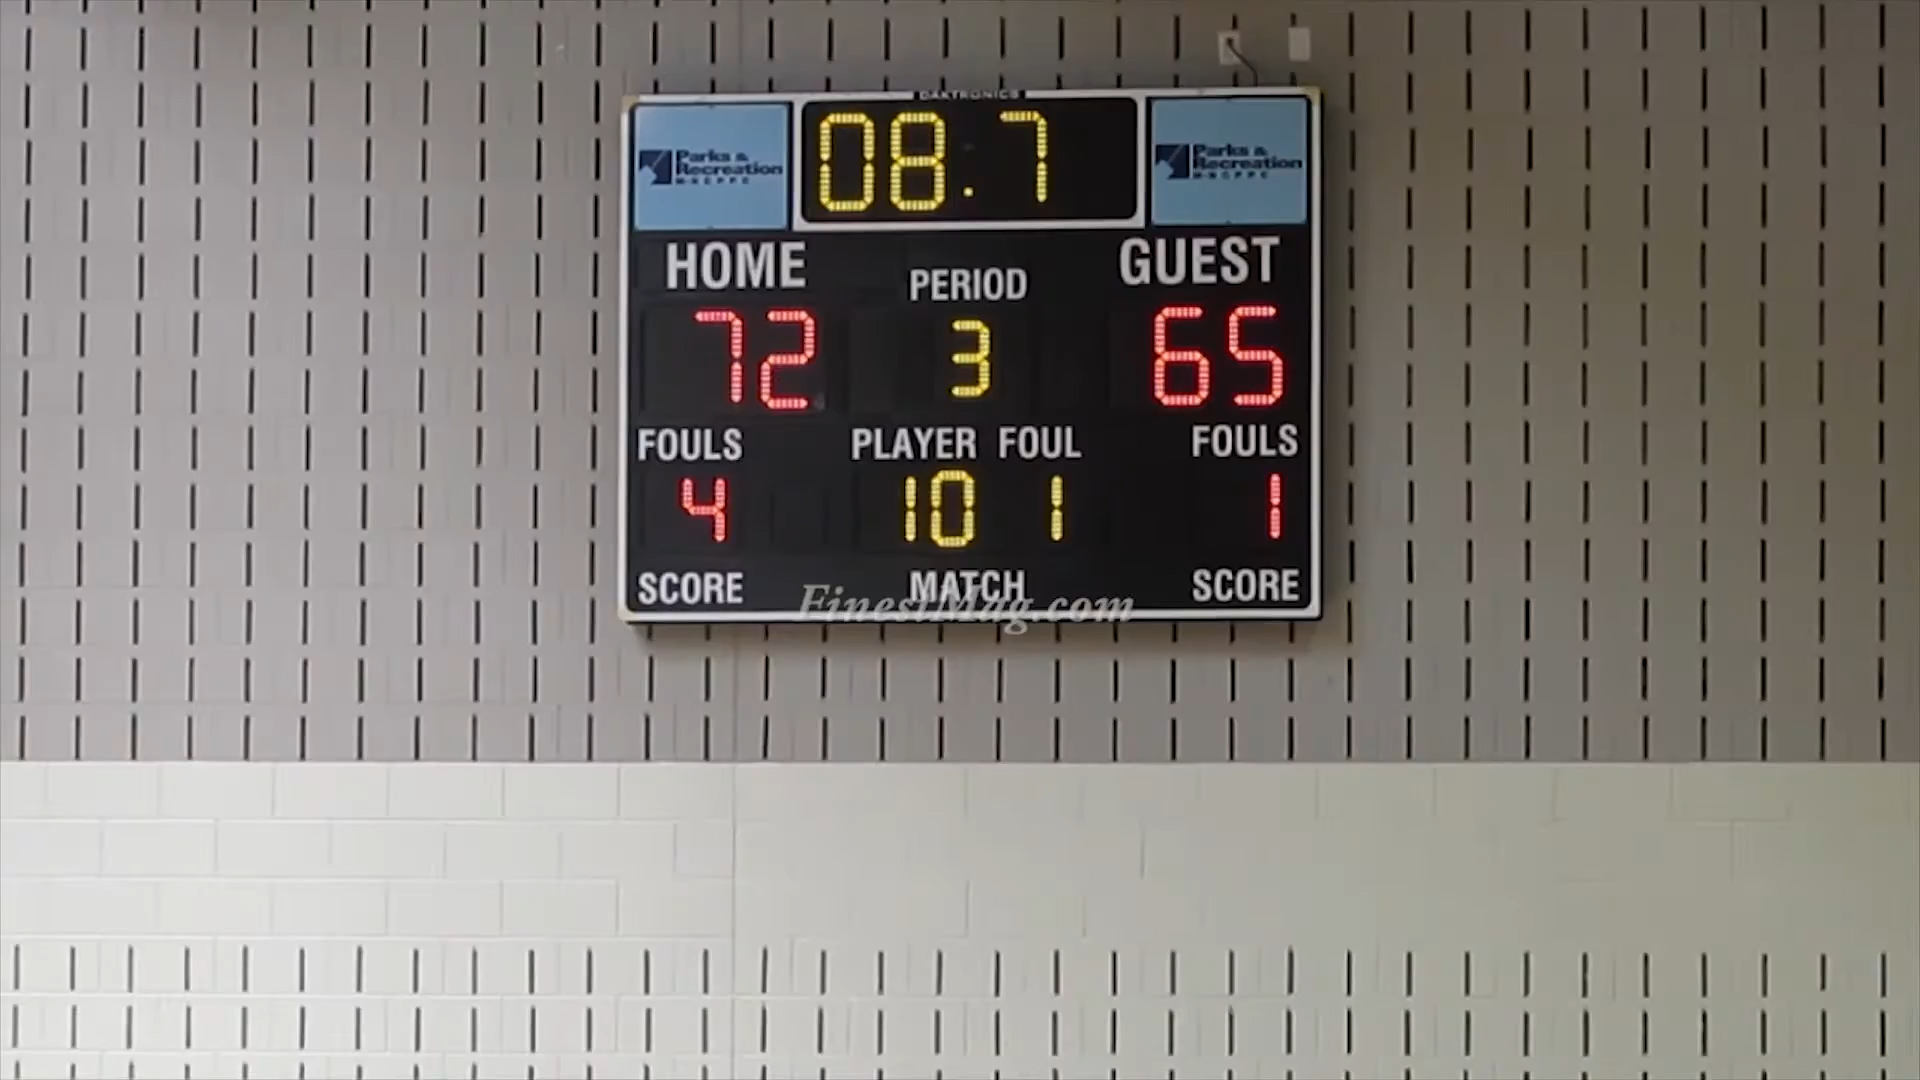 DAKTRONICS
Parks &
Recreation
M-NCPPC
08.7
Parks &
Recreation
M-NCPPC
HOME
PERIOD
GUEST
72
3
65
FOULS
PLAYER FOUL
FOULS
4
10 1
1
SCORE
MATCH
SCORE
FinestMag.com